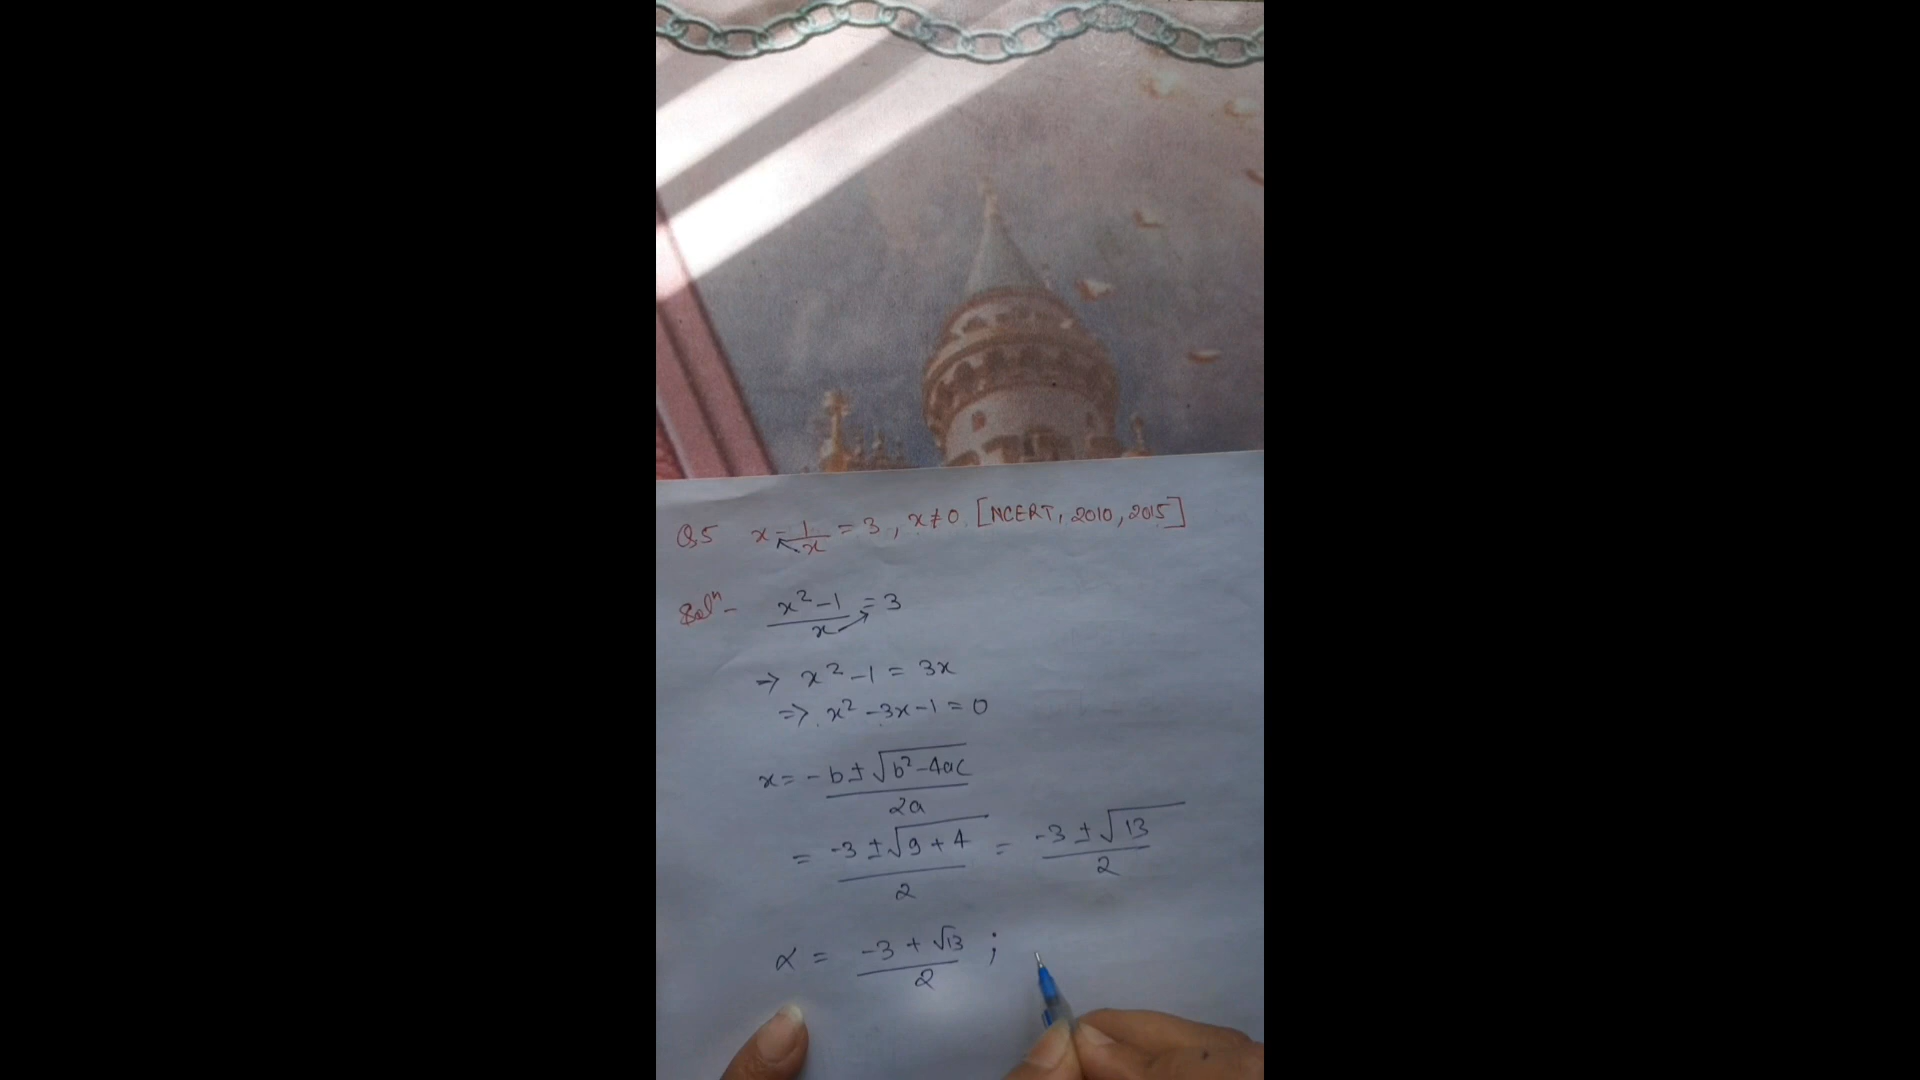 Q5 x - 1/x = 3, x ≠ 0. [NCERT, 2010, 2015]
Solⁿ - (x² - 1)/x = 3
⇒ x² - 1 = 3x
⇒ x² - 3x - 1 = 0
x = (-b ± √(b² - 4ac))/2a
= (-3 ± √(9 + 4))/2 = (-3 ± √13)/2
α = (-3 + √13)/2 ;